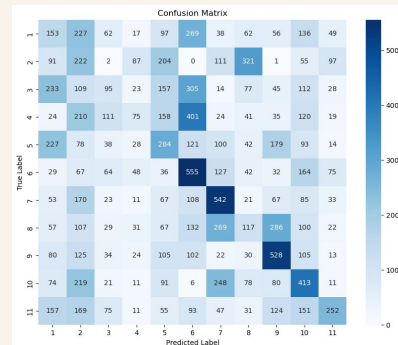 Confusion Matrix
1 153 227 62 17 97 269 38 62 56 136 49
2 91 222 2 87 204 0 111 321 1 55 97
3 233 109 95 23 157 305 14 77 45 112 28
4 24 210 111 75 158 401 24 41 35 120 19
5 227 78 38 28 284 121 100 42 179 93 14
6 29 67 64 48 36 555 127 42 32 164 75
7 53 170 23 11 67 108 542 21 67 85 33
8 57 107 29 31 67 132 269 117 286 100 22
9 80 125 34 24 105 102 22 30 528 105 13
10 74 219 21 11 91 6 248 78 80 413 11
11 157 169 11 55 93 47 31 124 151 252
1 2 3 4 5 6 7 8 9 10 11
True Label
Predicted Label
500
400
300
200
100
0